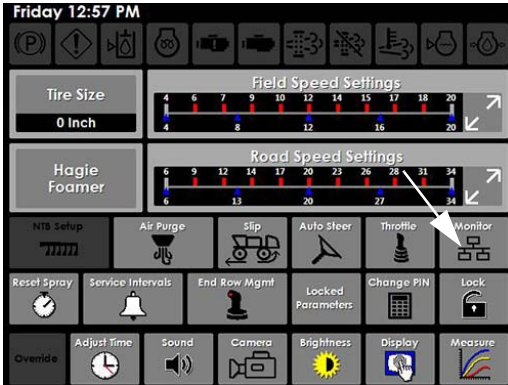 Friday 12:57 PM
(P)
Tire Size
0 Inch
Field Speed Settings
4 6 7 9 10 12 14 15 17 18 20
4 8 12 16 20
Hagie
Foamer
Road Speed Settings
6 9 12 14 17 20 23 26 28 31 34
6 13 20 27 34
NTB Setup
Air Purge
Slip
Auto Steer
Throttle
Monitor
Reset Spray
Service Intervals
End Row Mgmt
Locked
Parameters
Change PIN
Lock
Override
Adjust Time
Sound
Camera
Brightness
Display
Measure